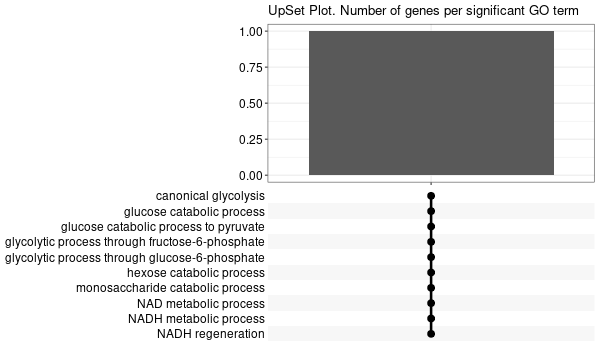 UpSet Plot. Number of genes per significant GO term
1.00
0.75
0.50
0.25
0.00
canonical glycolysis
glucose catabolic process
glucose catabolic process to pyruvate
glycolytic process through fructose-6-phosphate
glycolytic process through glucose-6-phosphate
hexose catabolic process
monosaccharide catabolic process
NAD metabolic process
NADH metabolic process
NADH regeneration